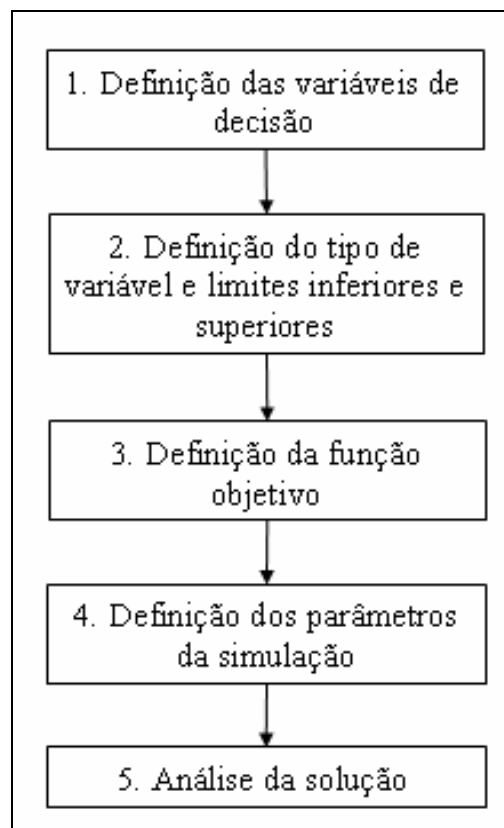 1. Definição das variáveis de
decisão
2. Definição do tipo de
variável e limites inferiores e
superiores
3. Definição da função
objetivo
4. Definição dos parâmetros
da simulação
5. Análise da solução